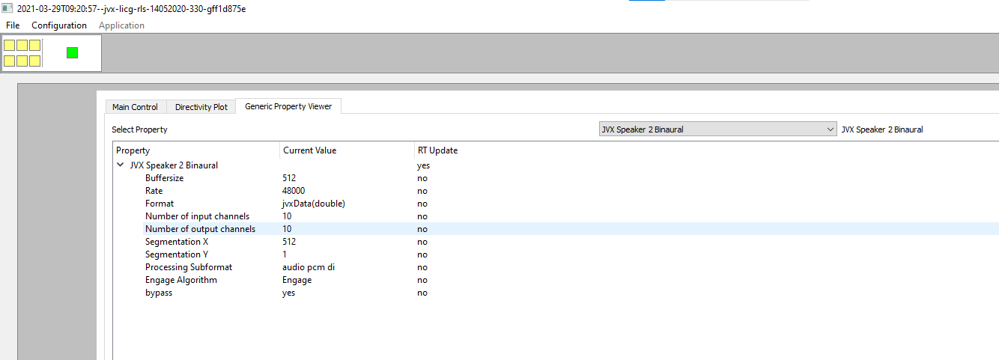 2021-03-29T09:20:57--jvx-licg-rls-14052020-330-gff1d875e
File Configuration Application
Main Control Directivity Plot Generic Property Viewer
Select Property JVX Speaker 2 Binaural JVX Speaker 2 Binaural
Property Current Value RT Update
JVX Speaker 2 Binaural yes
Buffersize 512 no
Rate 48000 no
Format jvxData(double) no
Number of input channels 10 no
Number of output channels 10 no
Segmentation X 512 no
Segmentation Y 1 no
Processing Subformat audio pcm di no
Engage Algorithm Engage no
bypass yes no